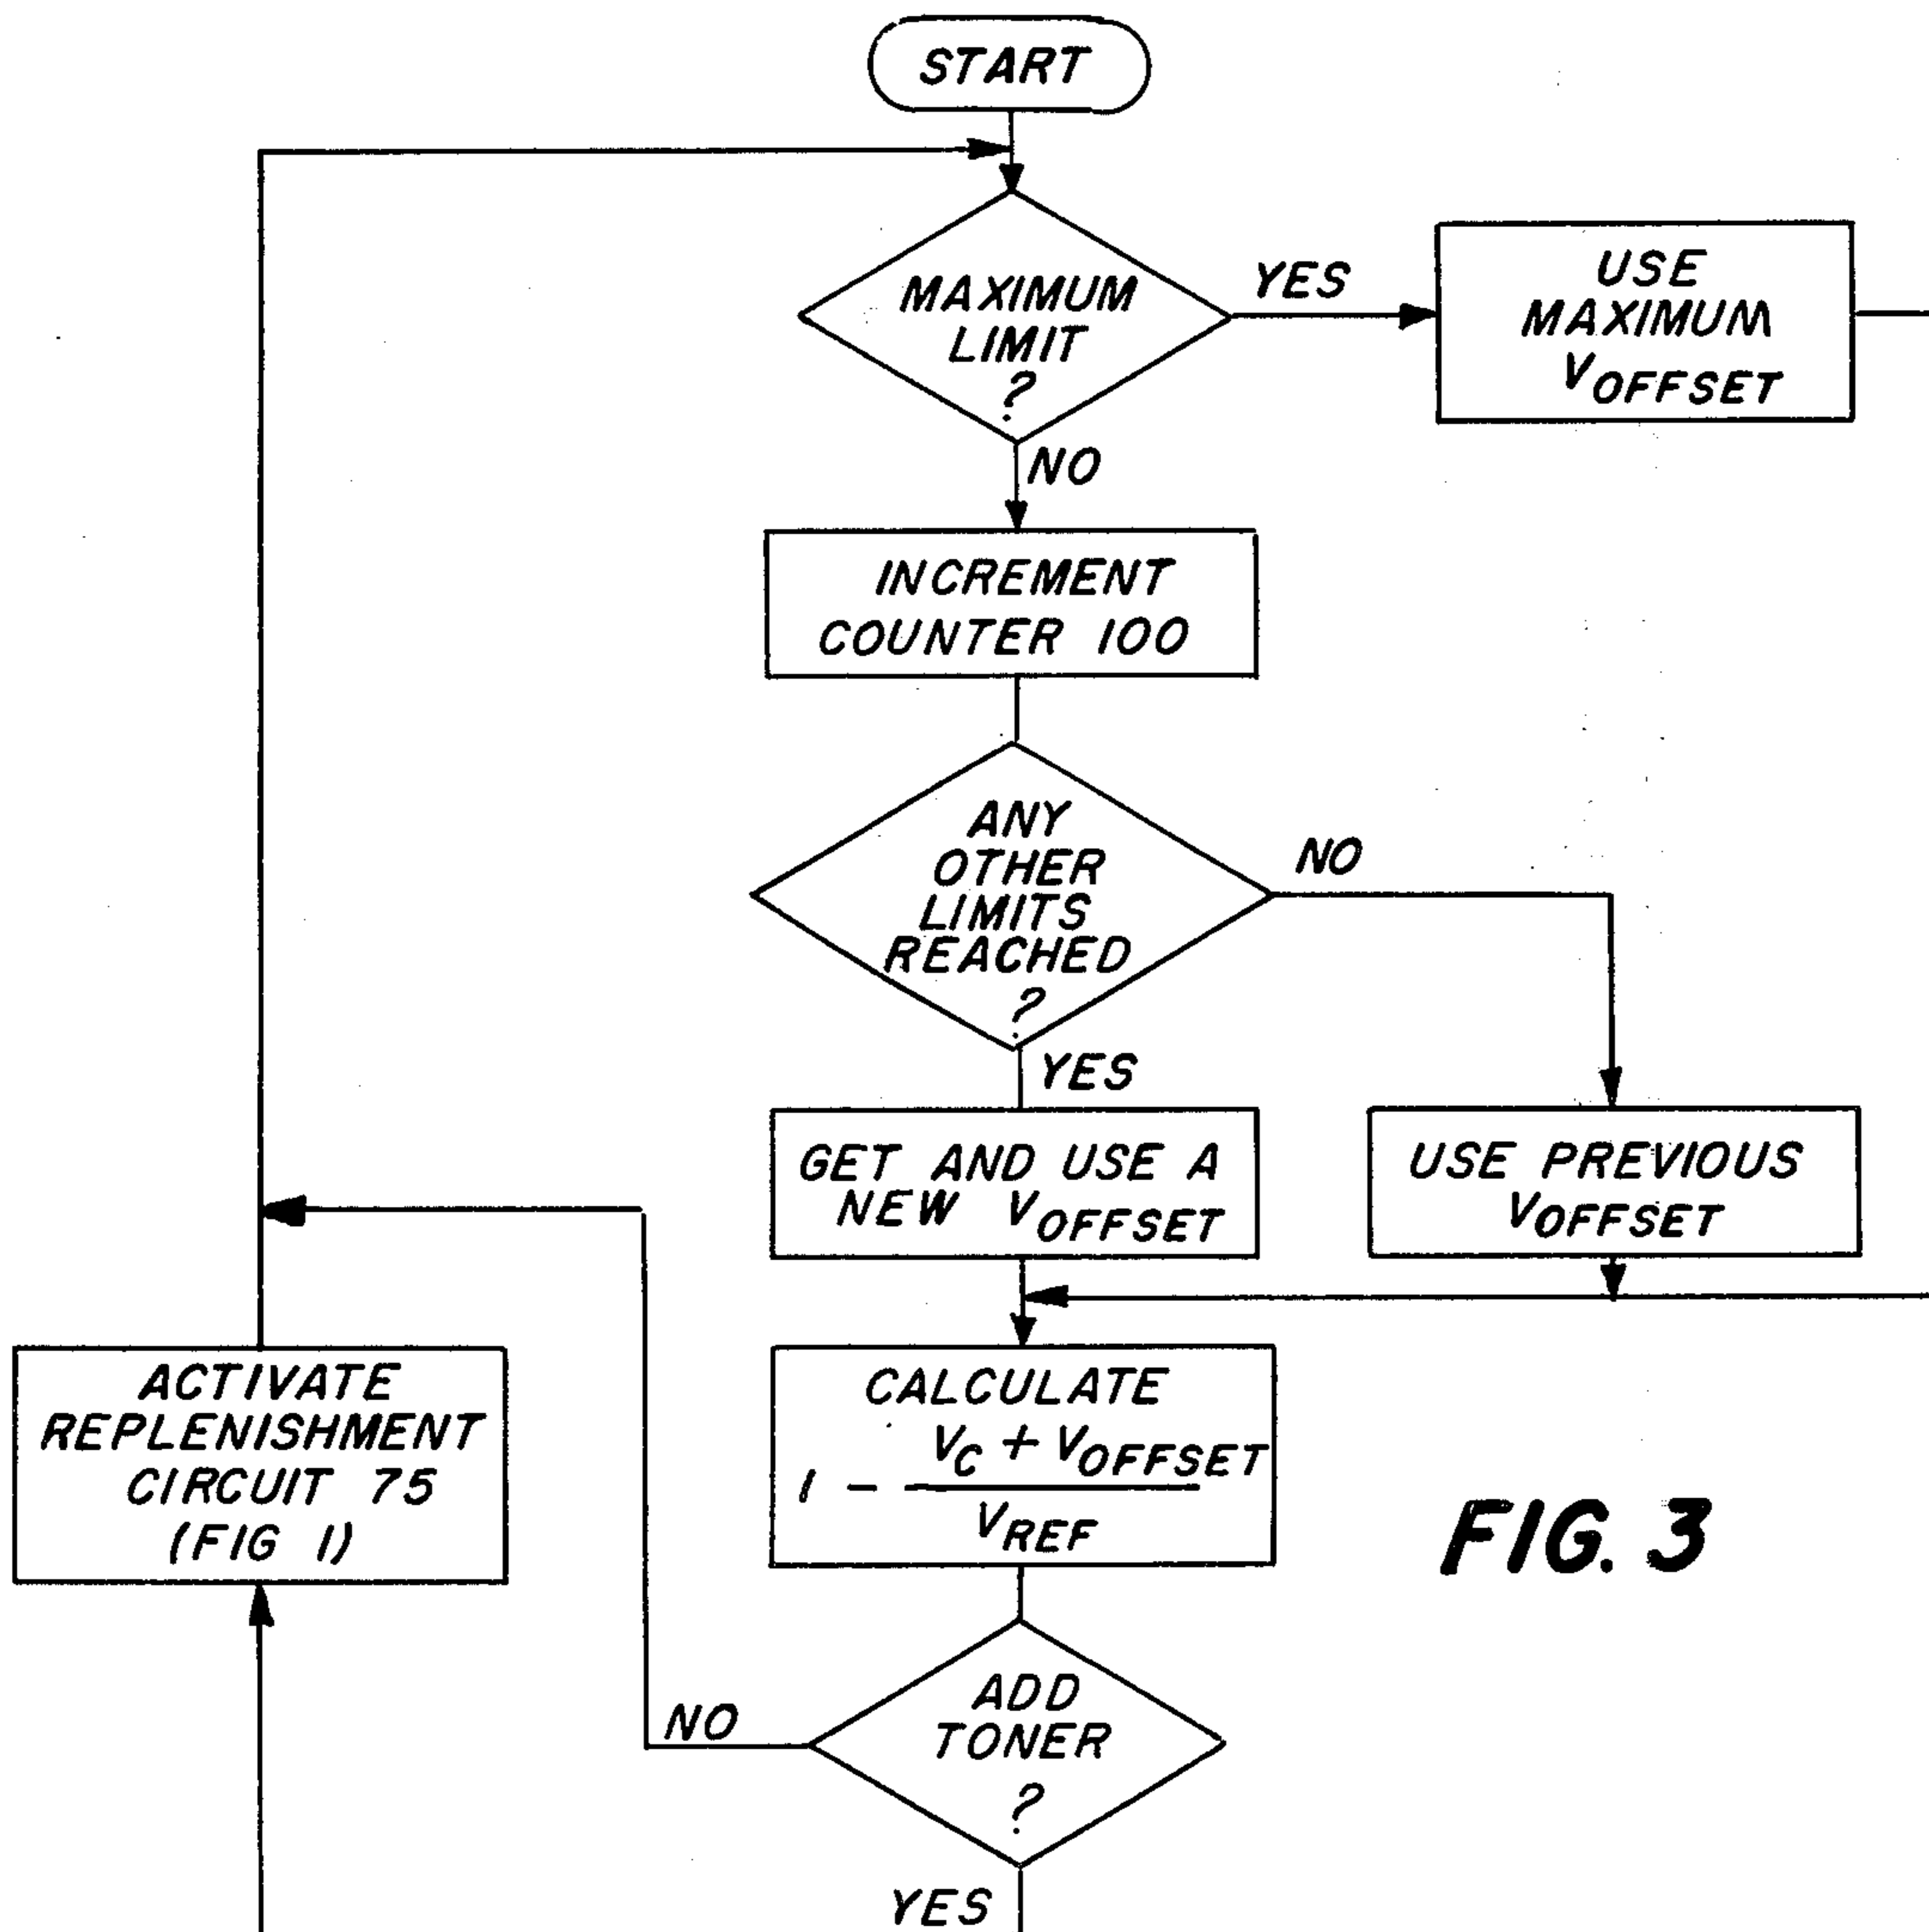 START
MAXIMUM
LIMIT
?
YES
USE
MAXIMUM
VOFFSET
NO
INCREMENT
COUNTER 100
ANY
OTHER
LIMITS
REACHED
?
NO
YES
GET AND USE A
NEW VOFFSET
USE PREVIOUS
VOFFSET
ACTIVATE
REPLENISHMENT
CIRCUIT 75
(FIG 1)
CALCULATE
VC + VOFFSET
1 -
VREF
FIG. 3
ADD
TONER
?
NO
YES